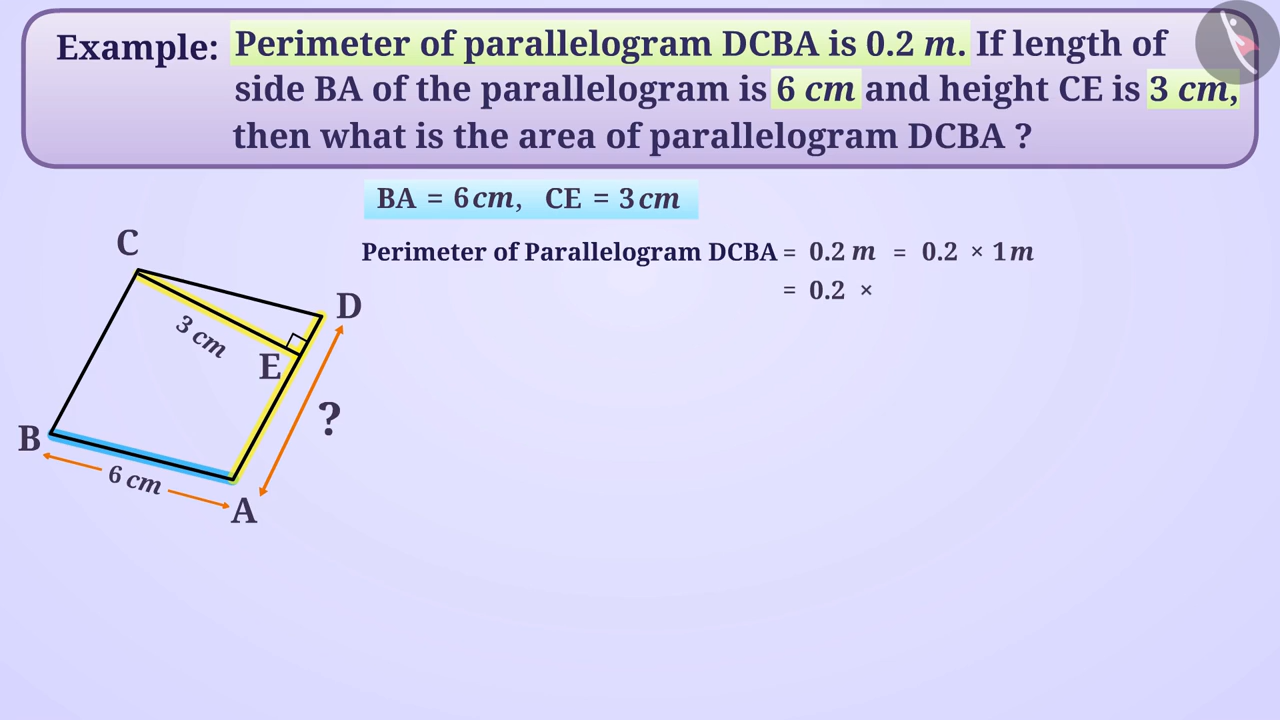 Example: Perimeter of parallelogram DCBA is 0.2 m. If length of
side BA of the parallelogram is 6 cm and height CE is 3 cm,
then what is the area of parallelogram DCBA ?
BA = 6 cm, CE = 3 cm
Perimeter of Parallelogram DCBA = 0.2 m = 0.2 × 1 m
= 0.2 ×
C
D
3 cm
E
?
B
6 cm
A